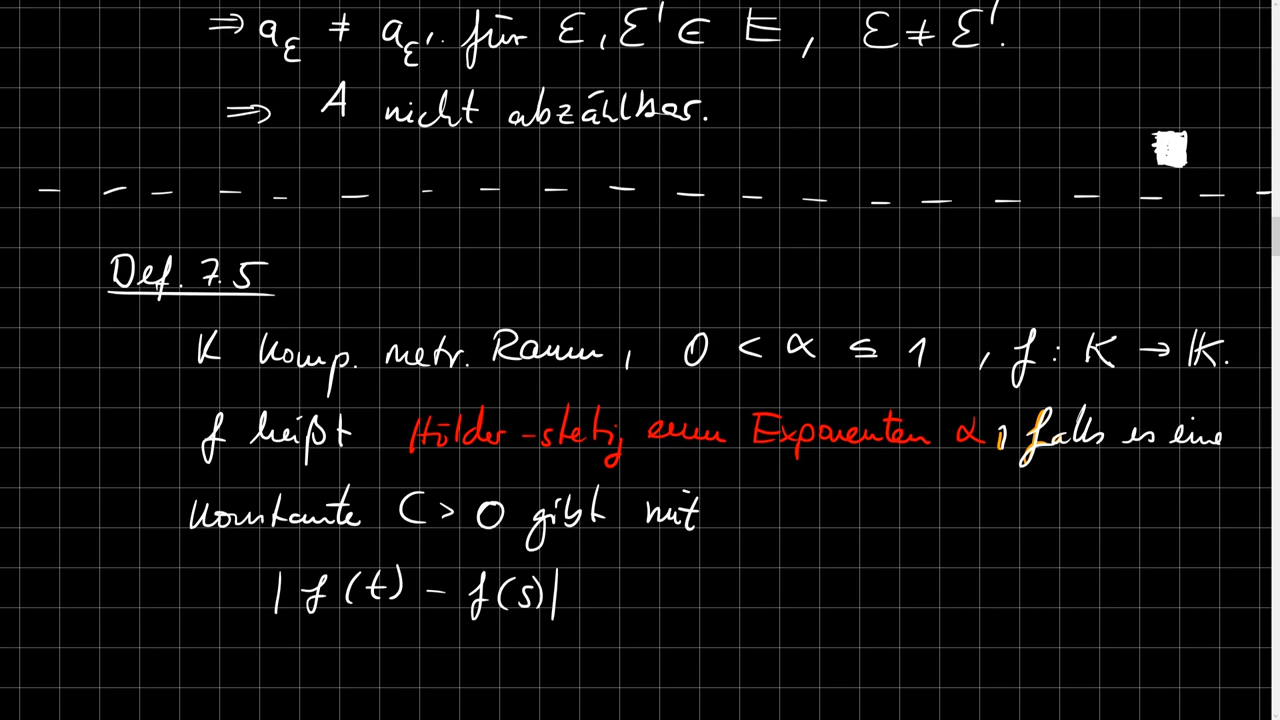 ⇒ a_ε ≠ a_ε'. für ε, ε' ∈ E, ε ≠ ε'.
⇒ A nicht abzählbar.
Def. 7.5
K komp. metr. Raum, 0 < α ≤ 1, f : K → 𝕂.
f heißt Hölder-stetig zum Exponenten α, falls es eine
Konstante C > 0 gibt mit
| f(t) - f(s) |